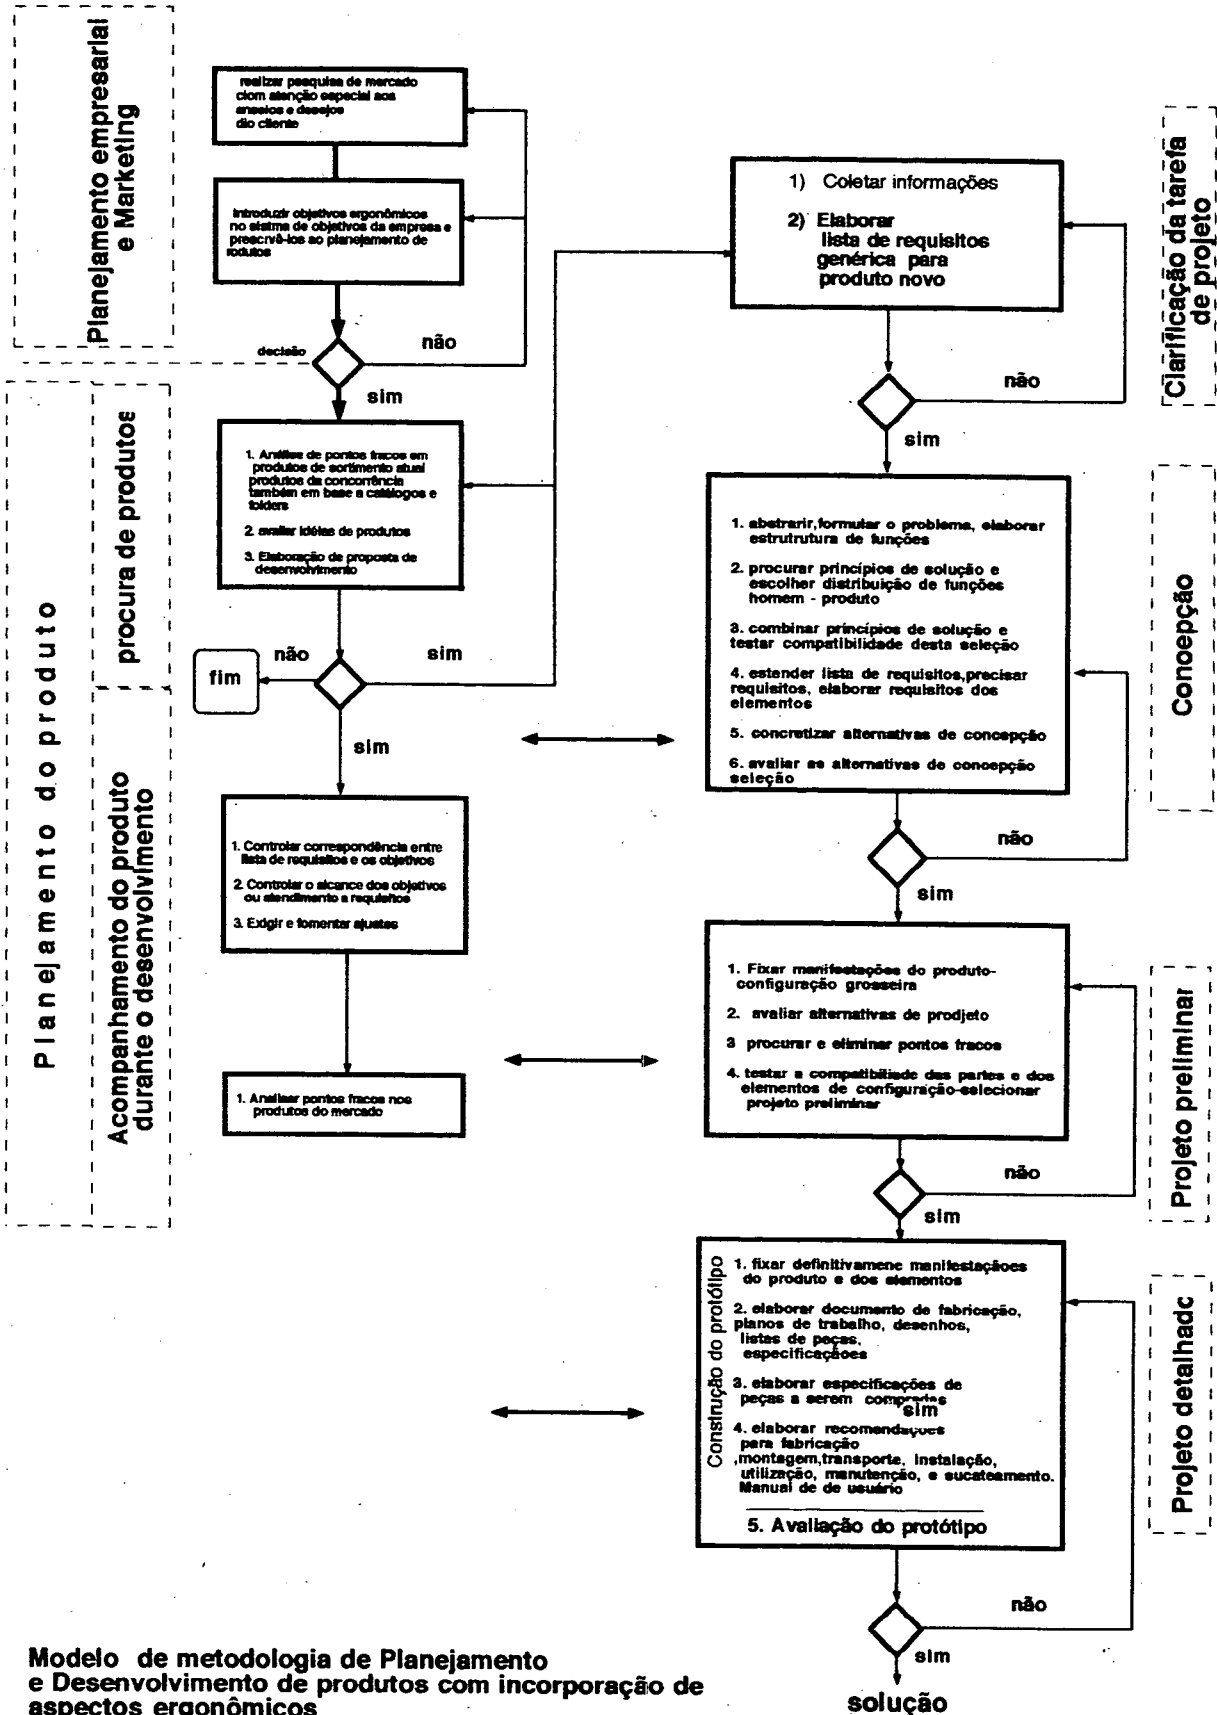 Planejamento empresarial
e Marketing
realizar pesquisa de mercado
ciom atenção especial aos
anseios e desejos
dio cliente
introduzir objetivos ergonômicos
no sistma de objetivos da empresa e
prescrvê-los ao planejamento de
rodutos
decisão
não
sim
Planejamento do produto
procura de produtos
1. Análise de pontos fracos em
produtos de sortimento atual
produtos da concorrência
também em base a catálogos e
folders
2. avaliar idéias de produtos
3. Elaboração de proposta de
desenvolvimento
não
sim
fim
sim
Acompanhamento do produto
durante o desenvolvimento
1. Controlar correspondência entre
lista de requisitos e os objetivos
2. Controlar o alcance dos objetivos
ou atendimento a requisitos
3. Exigir e fomentar ajustes
1. Analisar pontos fracos nos
produtos do mercado
1) Coletar informações
2) Elaborar
lista de requisitos
genérica para
produto novo
Clarificação da tarefa
de projeto
não
sim
1. abstrarir,formular o problema, elaborar
estrutrutura de funções
2. procurar princípios de solução e
escolher distribuição de funções
homem - produto
3. combinar princípios de solução e
testar compatibilidade desta seleção
4. estender lista de requisitos,precisar
requisitos, elaborar requisitos dos
elementos
5. concretizar alternativas de concepção
6. avaliar as alternativas de concepção
seleção
Conoepção
não
sim
1. Fixar manifestações do produto-
configuração grosseira
2. avaliar alternativas de prodjeto
3 procurar e eliminar pontos fracos
4. testar a compatibiliade das partes e dos
elementos de configuração-selecionar
projeto preliminar
Projeto preliminar
não
sim
Construção do protótipo
1. fixar definitivamene manifestaçãoes
do produto e dos elementos
2. elaborar documento de fabricação,
planos de trabalho, desenhos,
listas de peças,
especificaçãoes
3. elaborar especificações de
peças a serem compradas
sim
4. elaborar recomendações
para fabricação
,montagem,transporte, instalação,
utilização, manutenção, e sucateamento.
Manual de de usuário
5. Avaliação do protótipo
Projeto detalhadc
não
sim
solução
Modelo de metodologia de Planejamento
e Desenvolvimento de produtos com incorporação de
aspectos ergonômicos